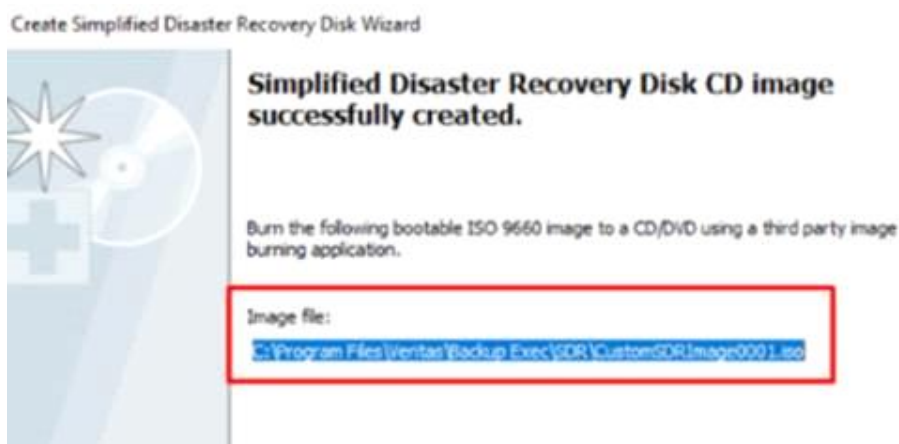 Create Simplified Disaster Recovery Disk Wizard
Simplified Disaster Recovery Disk CD image
successfully created.
Burn the following bootable ISO 9660 image to a CD/DVD using a third party image
burning application.
Image file:
C:\Program Files\Veritas\Backup Exec\SDR\CustomSDRImage0001.iso